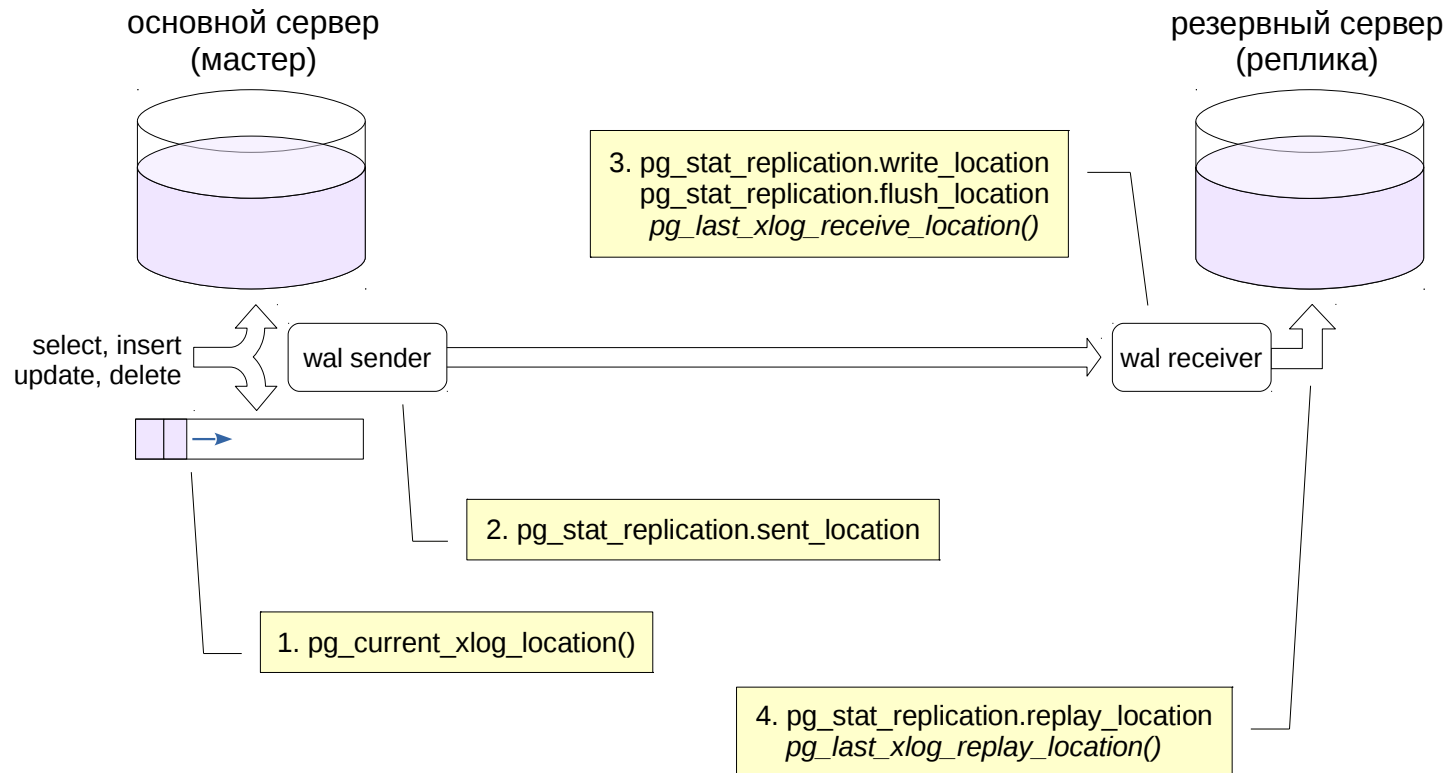 основной сервер
(мастер)
резервный сервер
(реплика)
3. pg_stat_replication.write_location
pg_stat_replication.flush_location
pg_last_xlog_receive_location()
select, insert
update, delete
wal sender
wal receiver
2. pg_stat_replication.sent_location
1. pg_current_xlog_location()
4. pg_stat_replication.replay_location
pg_last_xlog_replay_location()